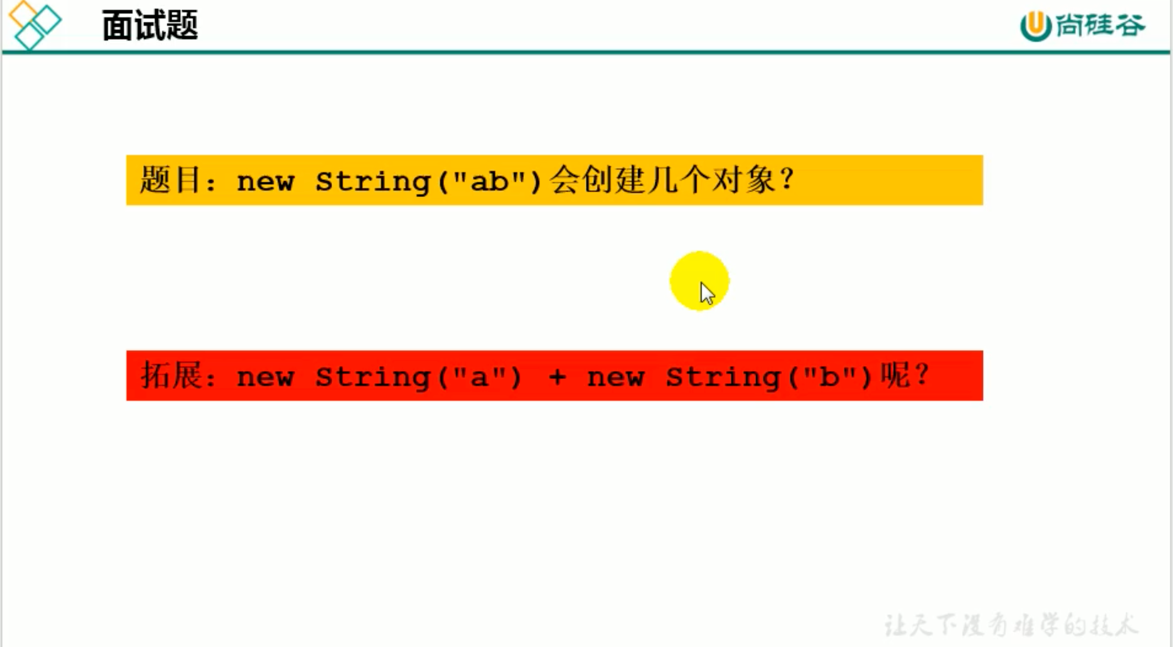 面试题
尚硅谷
题目：new String("ab")会创建几个对象？
拓展：new String("a") + new String("b")呢？
让天下没有难学的技术